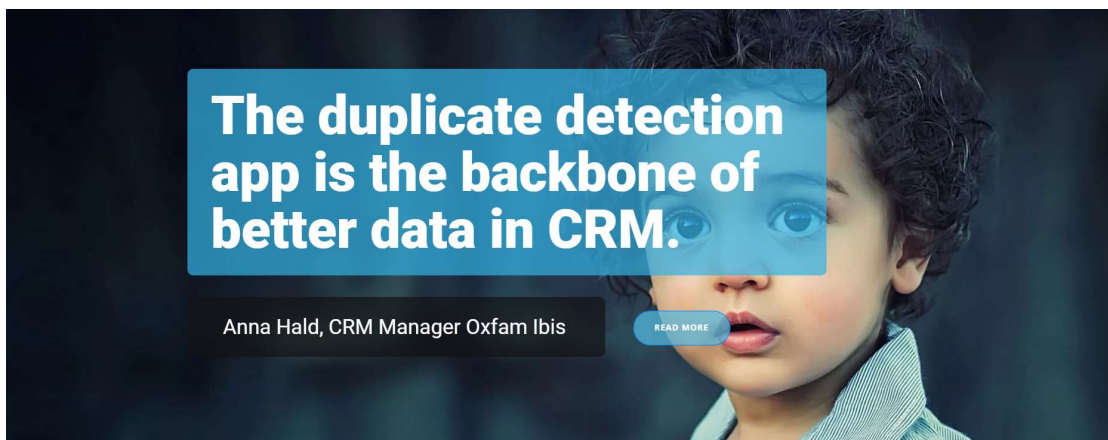 The duplicate detection
app is the backbone of
better data in CRM.
Anna Hald, CRM Manager Oxfam Ibis
READ MORE